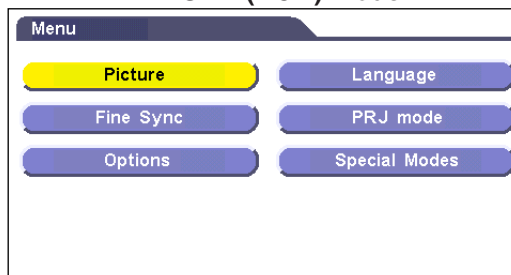 Menu
Picture
Language
Fine Sync
PRJ mode
Options
Special Modes